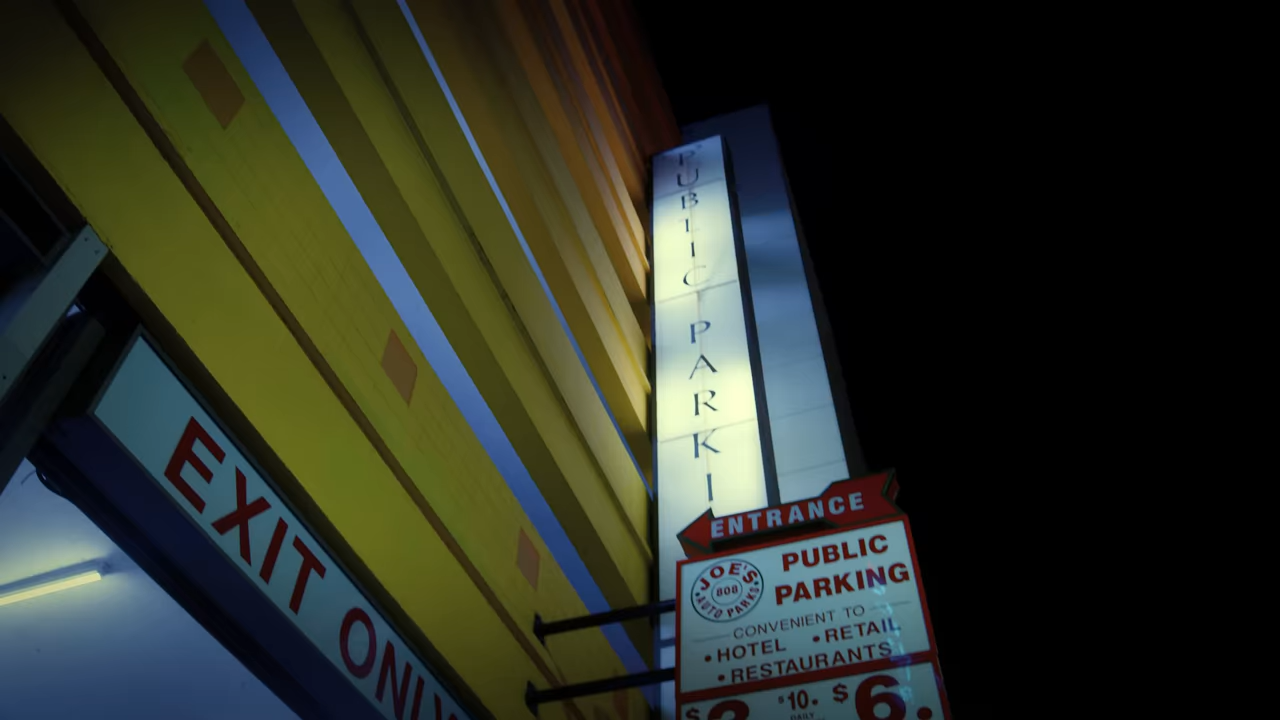 PUBLIC PARKI
EXIT ONLY
ENTRANCE
JOE'S
808
AUTO PARKS
PUBLIC
PARKING
CONVENIENT TO
•HOTEL •RETAIL
•RESTAURANTS
$10.
$6.